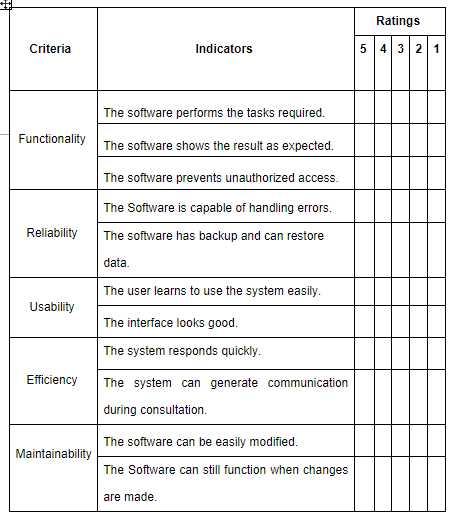 Criteria
Indicators
Ratings
5 4 3 2 1
Functionality
The software performs the tasks required.
The software shows the result as expected.
The software prevents unauthorized access.
Reliability
The Software is capable of handling errors.
The software has backup and can restore
data.
Usability
The user learns to use the system easily.
The interface looks good.
Efficiency
The system responds quickly.
The system can generate communication
during consultation.
Maintainability
The software can be easily modified.
The Software can still function when changes
are made.